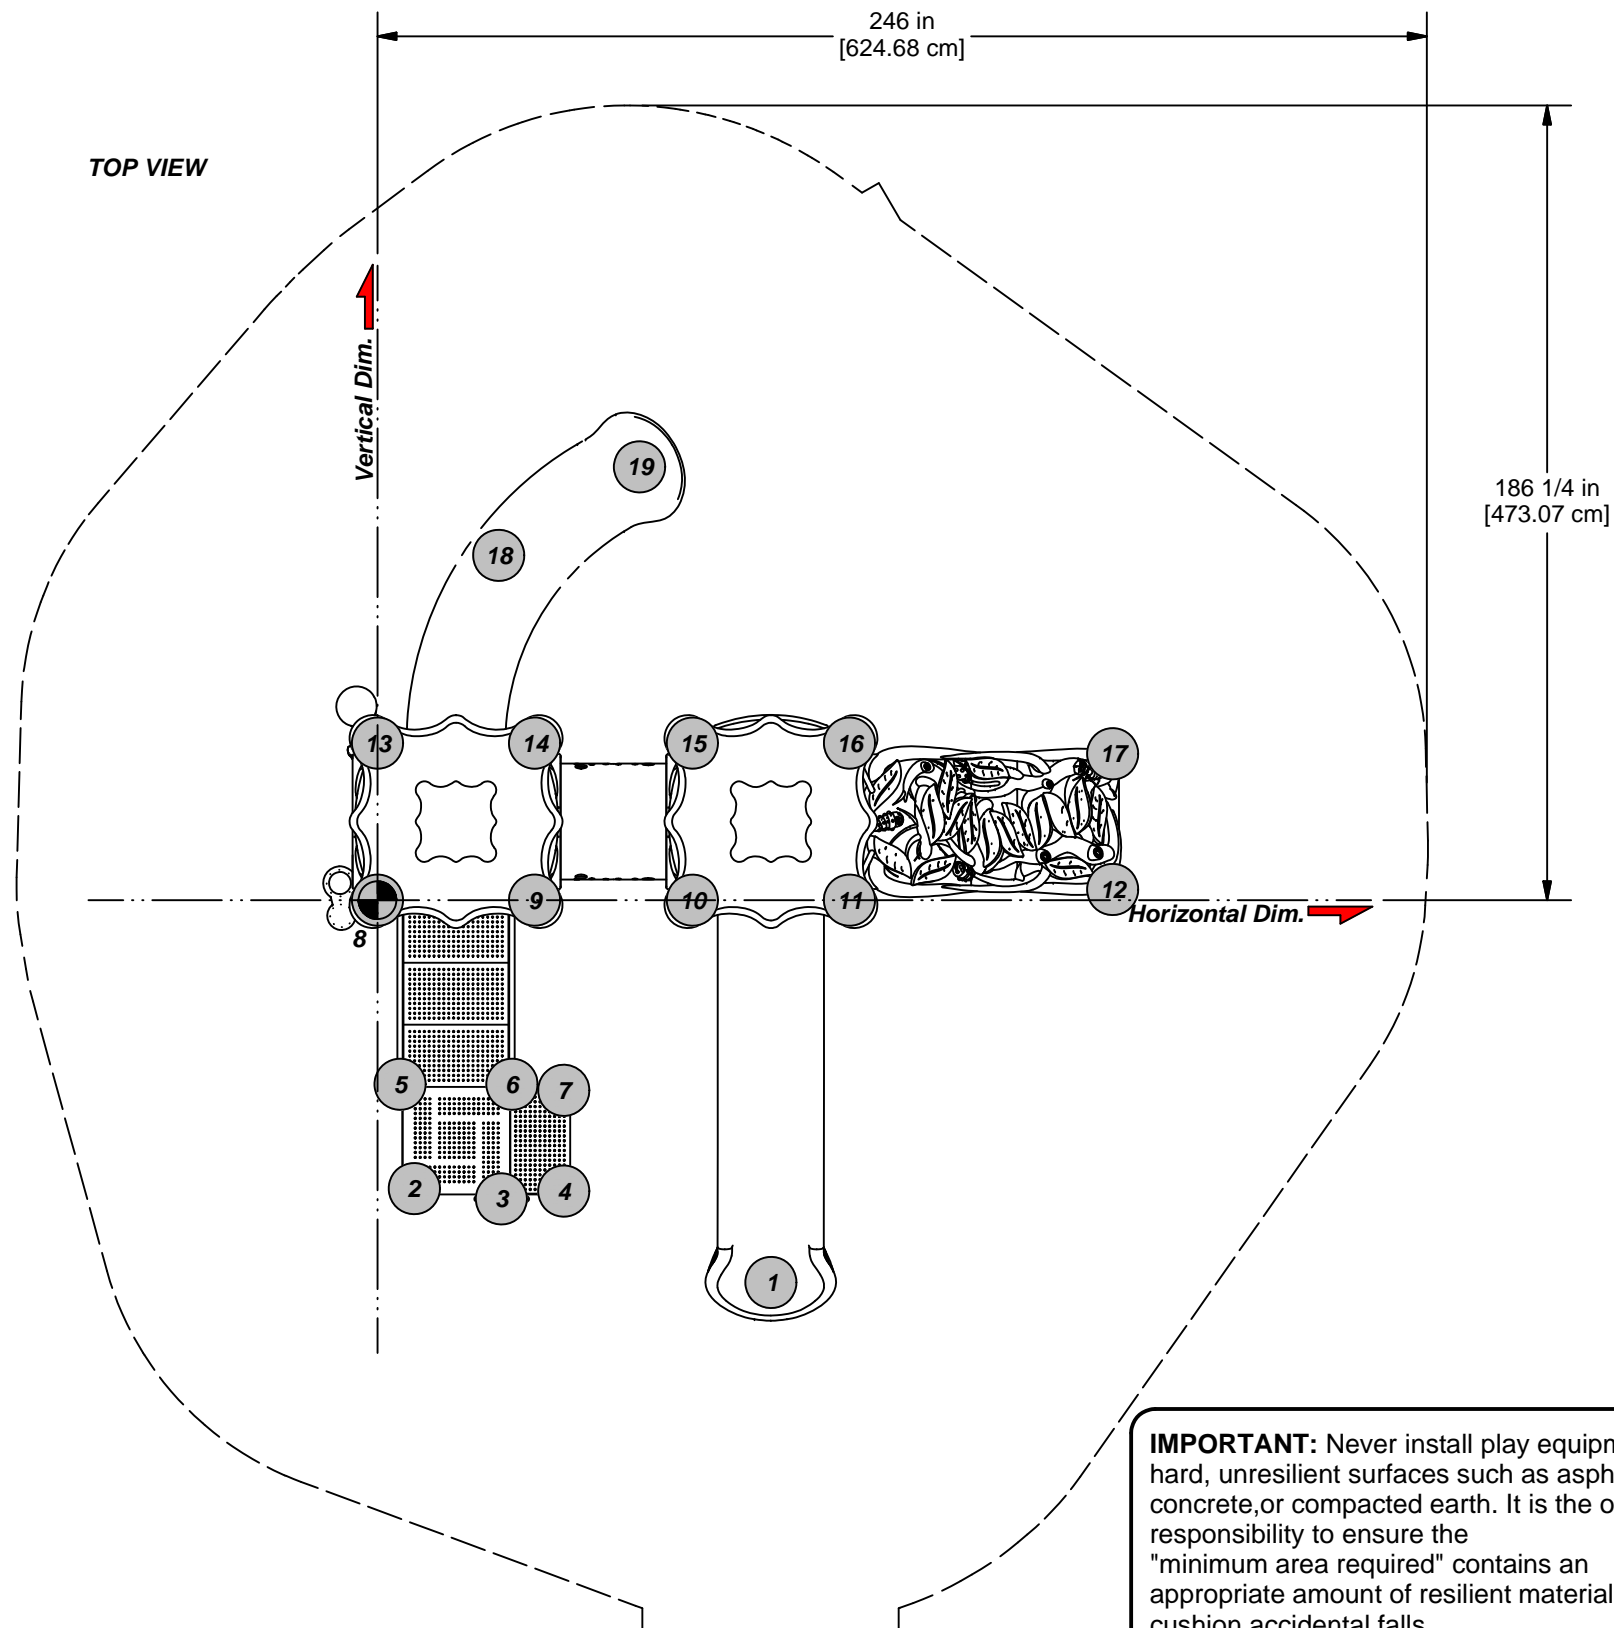 246 in
[624.68 cm]
TOP VIEW
Vertical Dim.
19
186 1/4 in
[473.07 cm]
18
13
14
15
16
17
12
9
10
11
Horizontal Dim.
8
5
6
7
2
3
4
1
IMPORTANT: Never install play equipm
hard, unresilient surfaces such as asph
concrete,or compacted earth. It is the o
responsibility to ensure the
"minimum area required" contains an
appropriate amount of resilient material
cushion accidental falls